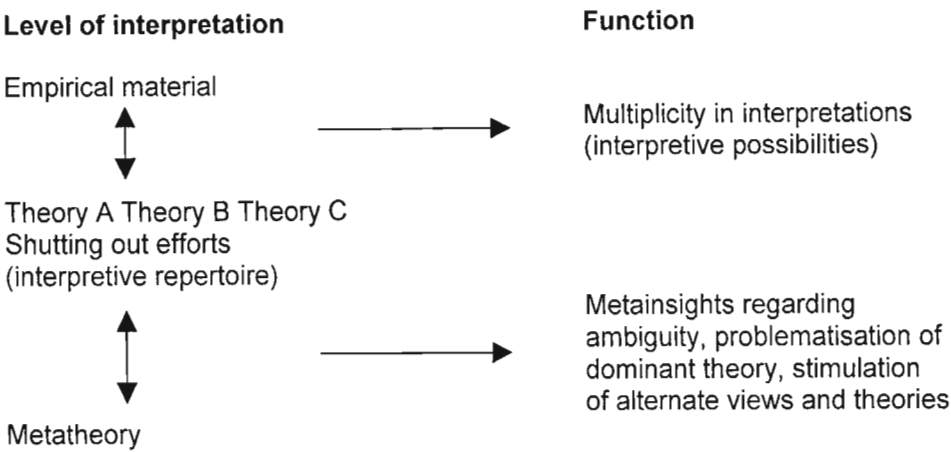 Level of interpretation
Function
Empirical material
Multiplicity in interpretations
(interpretive possibilities)
Theory A Theory B Theory C
Shutting out efforts
(interpretive repertoire)
Metainsights regarding
ambiguity, problematisation of
dominant theory, stimulation
of alternate views and theories
Metatheory